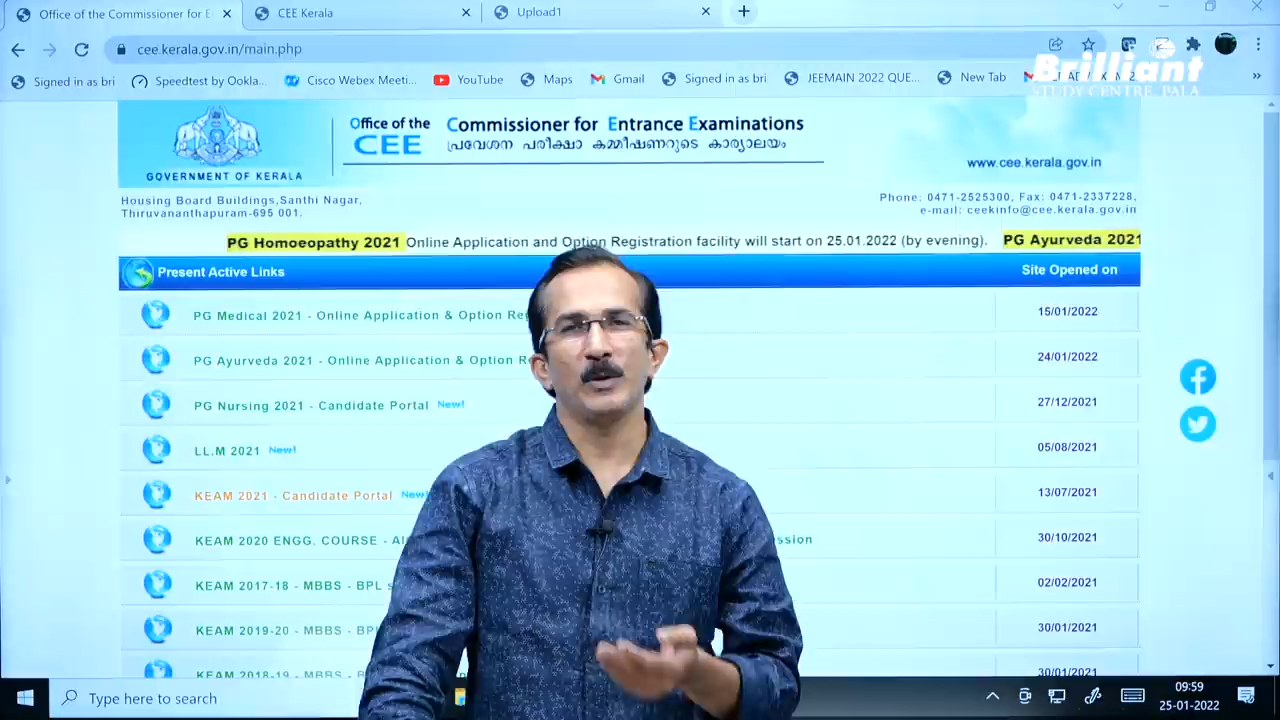 Office of the Commissioner for E
CEE Kerala
Upload1
cee.kerala.gov.in/main.php
Signed in as bri
Speedtest by Ookla...
Cisco Webex Meeti...
YouTube
Maps
Gmail
Signed in as bri
JEEMAIN 2022 QUE...
New Tab
Brilliant
STUDY CENTRE, PALA
GOVERNMENT OF KERALA
Office of the
CEE
Commissioner for Entrance Examinations
പ്രവേശന പരീക്ഷാ കമ്മീഷണറുടെ കാര്യാലയം
www.cee.kerala.gov.in
Housing Board Buildings,Santhi Nagar,
Thiruvananthapuram-695 001.
Phone: 0471-2525300, Fax: 0471-2337228,
e-mail: ceekinfo@cee.kerala.gov.in
PG Homoeopathy 2021 Online Application and Option Registration facility will start on 25.01.2022 (by evening). PG Ayurveda 2021
Present Active Links Site Opened on
PG Medical 2021 - Online Application & Option Re 15/01/2022
PG Ayurveda 2021 - Online Application & Option R 24/01/2022
PG Nursing 2021 - Candidate Portal New! 27/12/2021
LL.M 2021 New! 05/08/2021
KEAM 2021 - Candidate Portal New! 13/07/2021
KEAM 2020 ENGG. COURSE - Al ssion 30/10/2021
KEAM 2017-18 - MBBS - BPL s 02/02/2021
KEAM 2019-20 - MBBS - BPL 30/01/2021
KEAM 2018-19 - MBBS - BPL 30/01/2021
Type here to search
09:59
25-01-2022